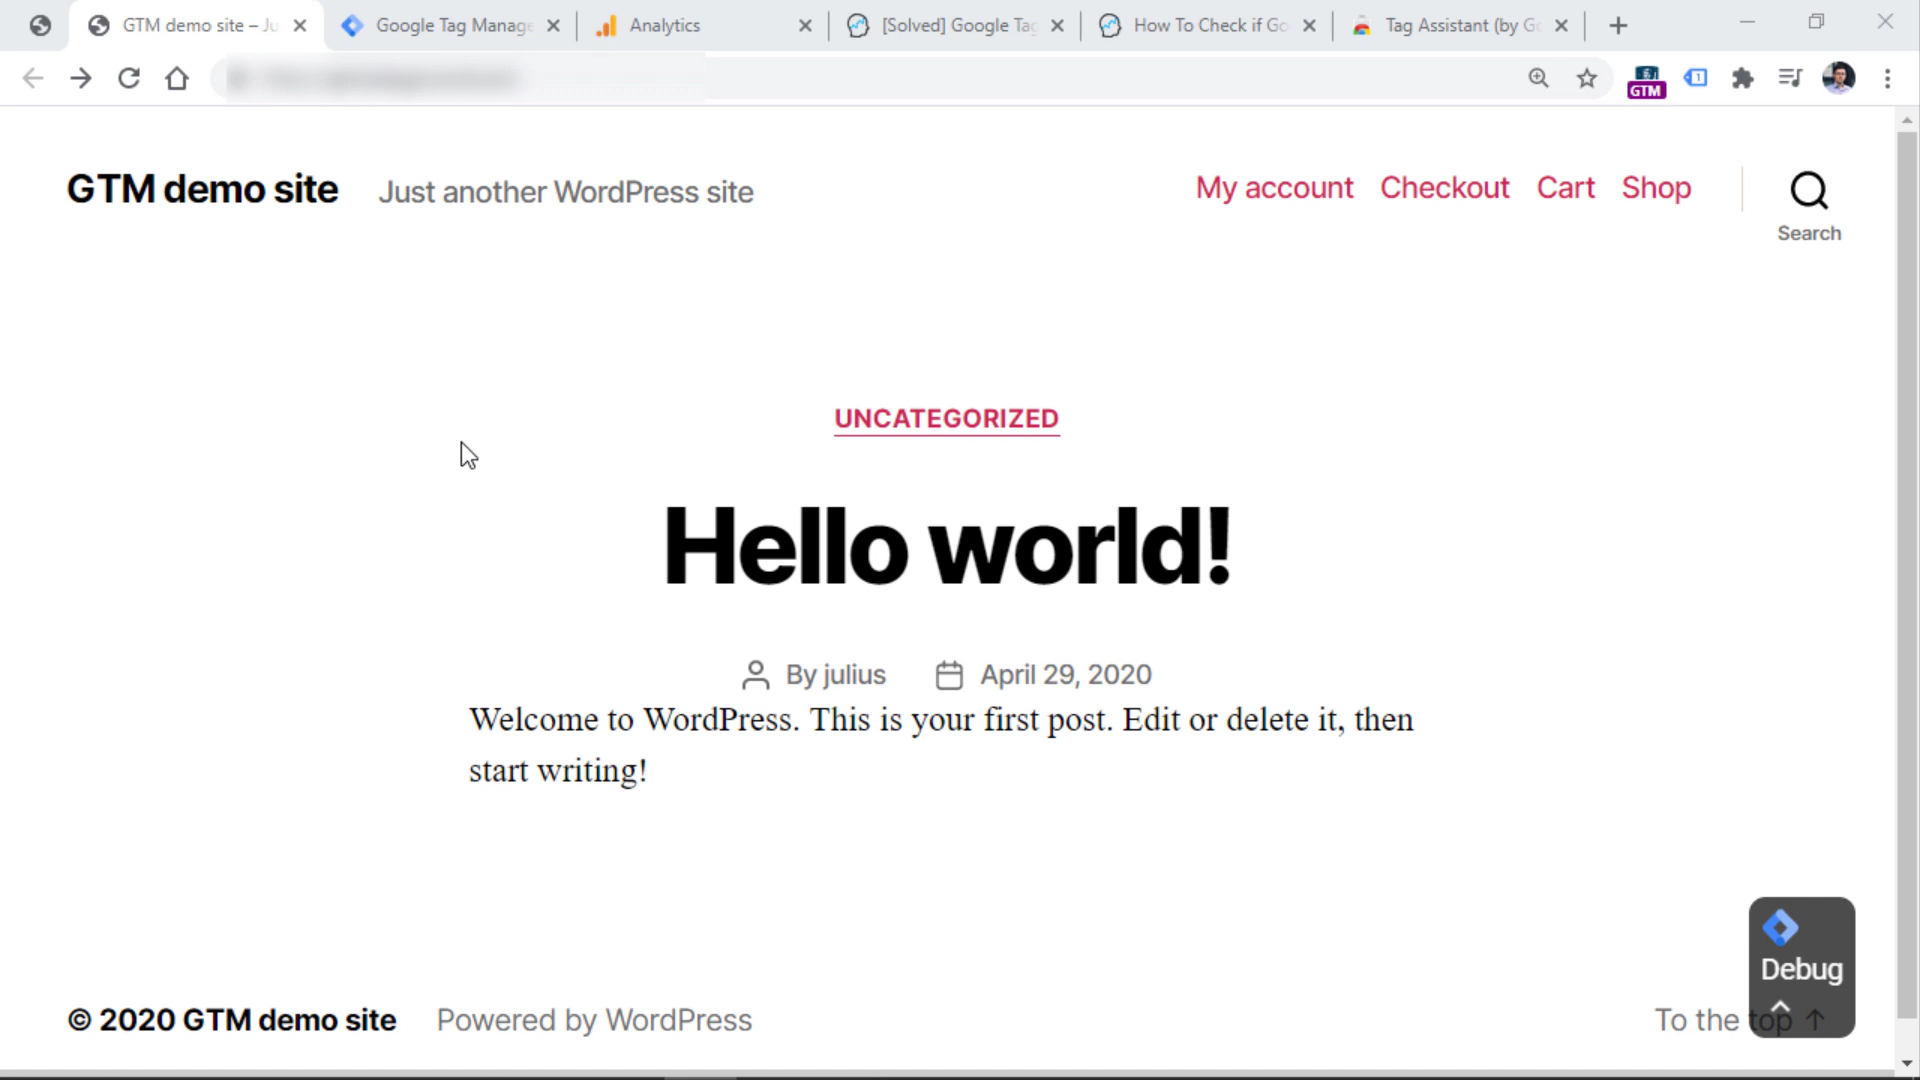 GTM demo site – Ju
Google Tag Manage
Analytics
[Solved] Google Tag
How To Check if Go
Tag Assistant (by Go
GTM
1
GTM demo site
Just another WordPress site
My account
Checkout
Cart
Shop
Search
UNCATEGORIZED
Hello world!
By julius
April 29, 2020
Welcome to WordPress. This is your first post. Edit or delete it, then
start writing!
Debug
© 2020 GTM demo site
Powered by WordPress
To the top ↑